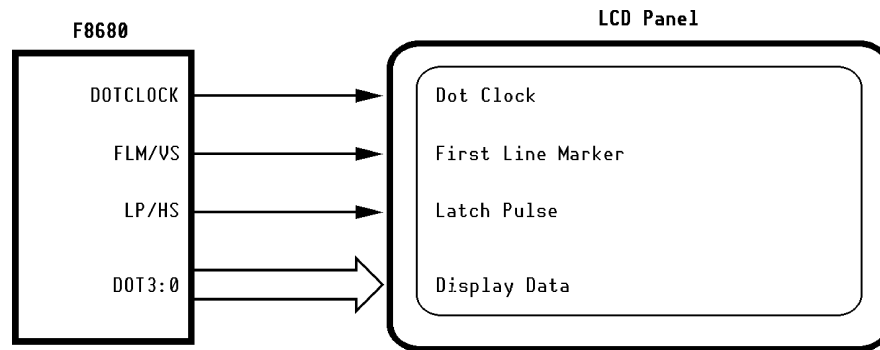 LCD Panel
F8680
DOTCLOCK Dot Clock
FLM/VS First Line Marker
LP/HS Latch Pulse
DOT3:0 Display Data